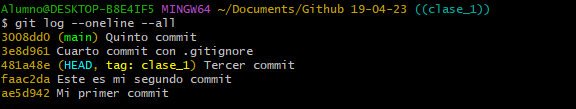 Alumno@DESKTOP-B8E4IF5 MINGW64 ~/Documents/Github 19-04-23 ((clase_1))
$ git log --oneline --all
3008dd0 (main) Quinto commit
3e8d961 Cuarto commit con .gitignore
481a48e (HEAD, tag: clase_1) Tercer commit
faac2da Este es mi segundo commit
ae5d942 Mi primer commit